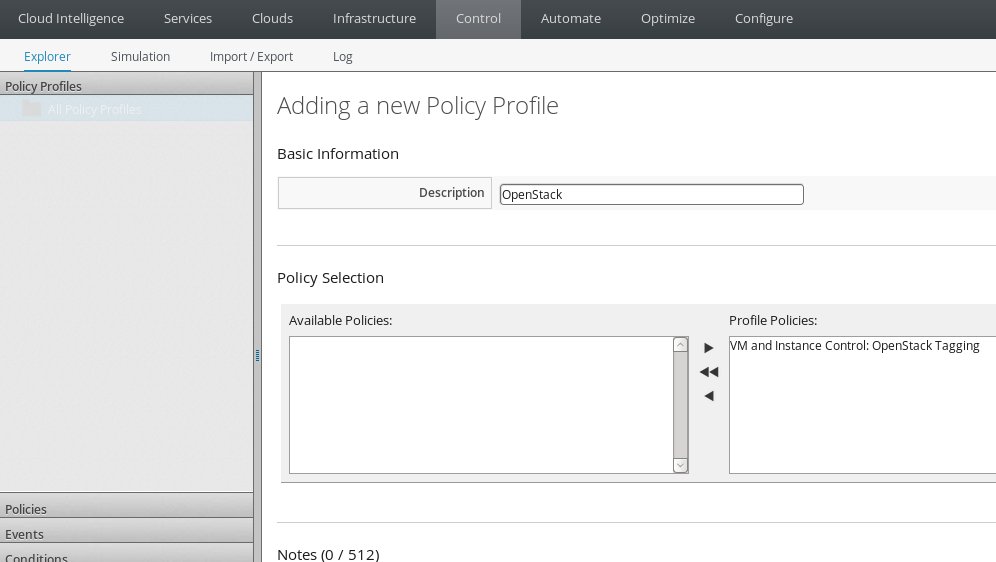 Cloud Intelligence Services Clouds Infrastructure Control Automate Optimize Configure
Explorer Simulation Import / Export Log
Policy Profiles
All Policy Profiles
Adding a new Policy Profile
Basic Information
Description OpenStack
Policy Selection
Available Policies: Profile Policies:
VM and Instance Control: OpenStack Tagging
Policies
Events
Conditions
Notes (0 / 512)